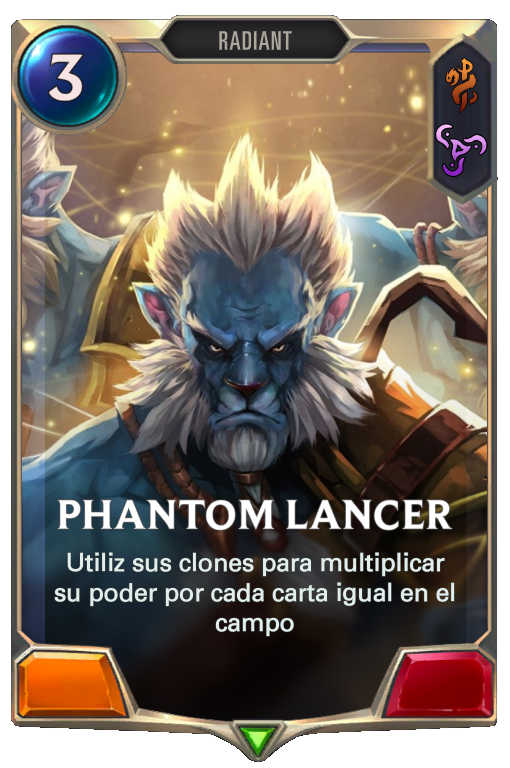 RADIANT
3
PHANTOM LANCER
Utiliz sus clones para multiplicar
su poder por cada carta igual en el
campo